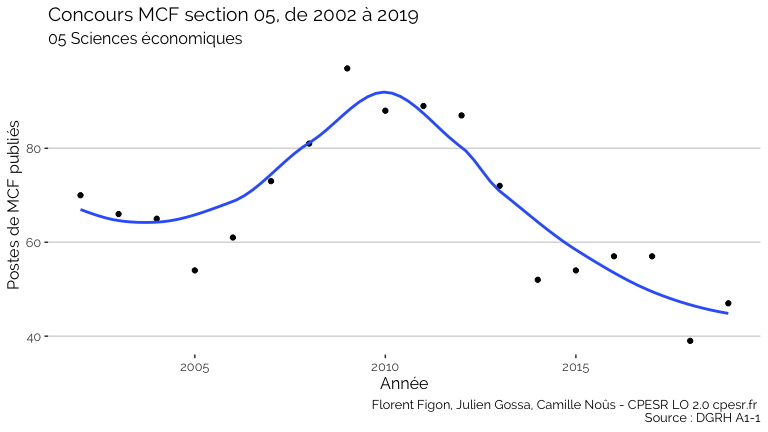 Concours MCF section 05, de 2002 à 2019
05 Sciences économiques
Postes de MCF publiés
80
60
40
2005 2010 2015
Année
Florent Figon, Julien Gossa, Camille Noûs - CPESR LO 2.0 cpesr.fr
Source : DGRH A1-1